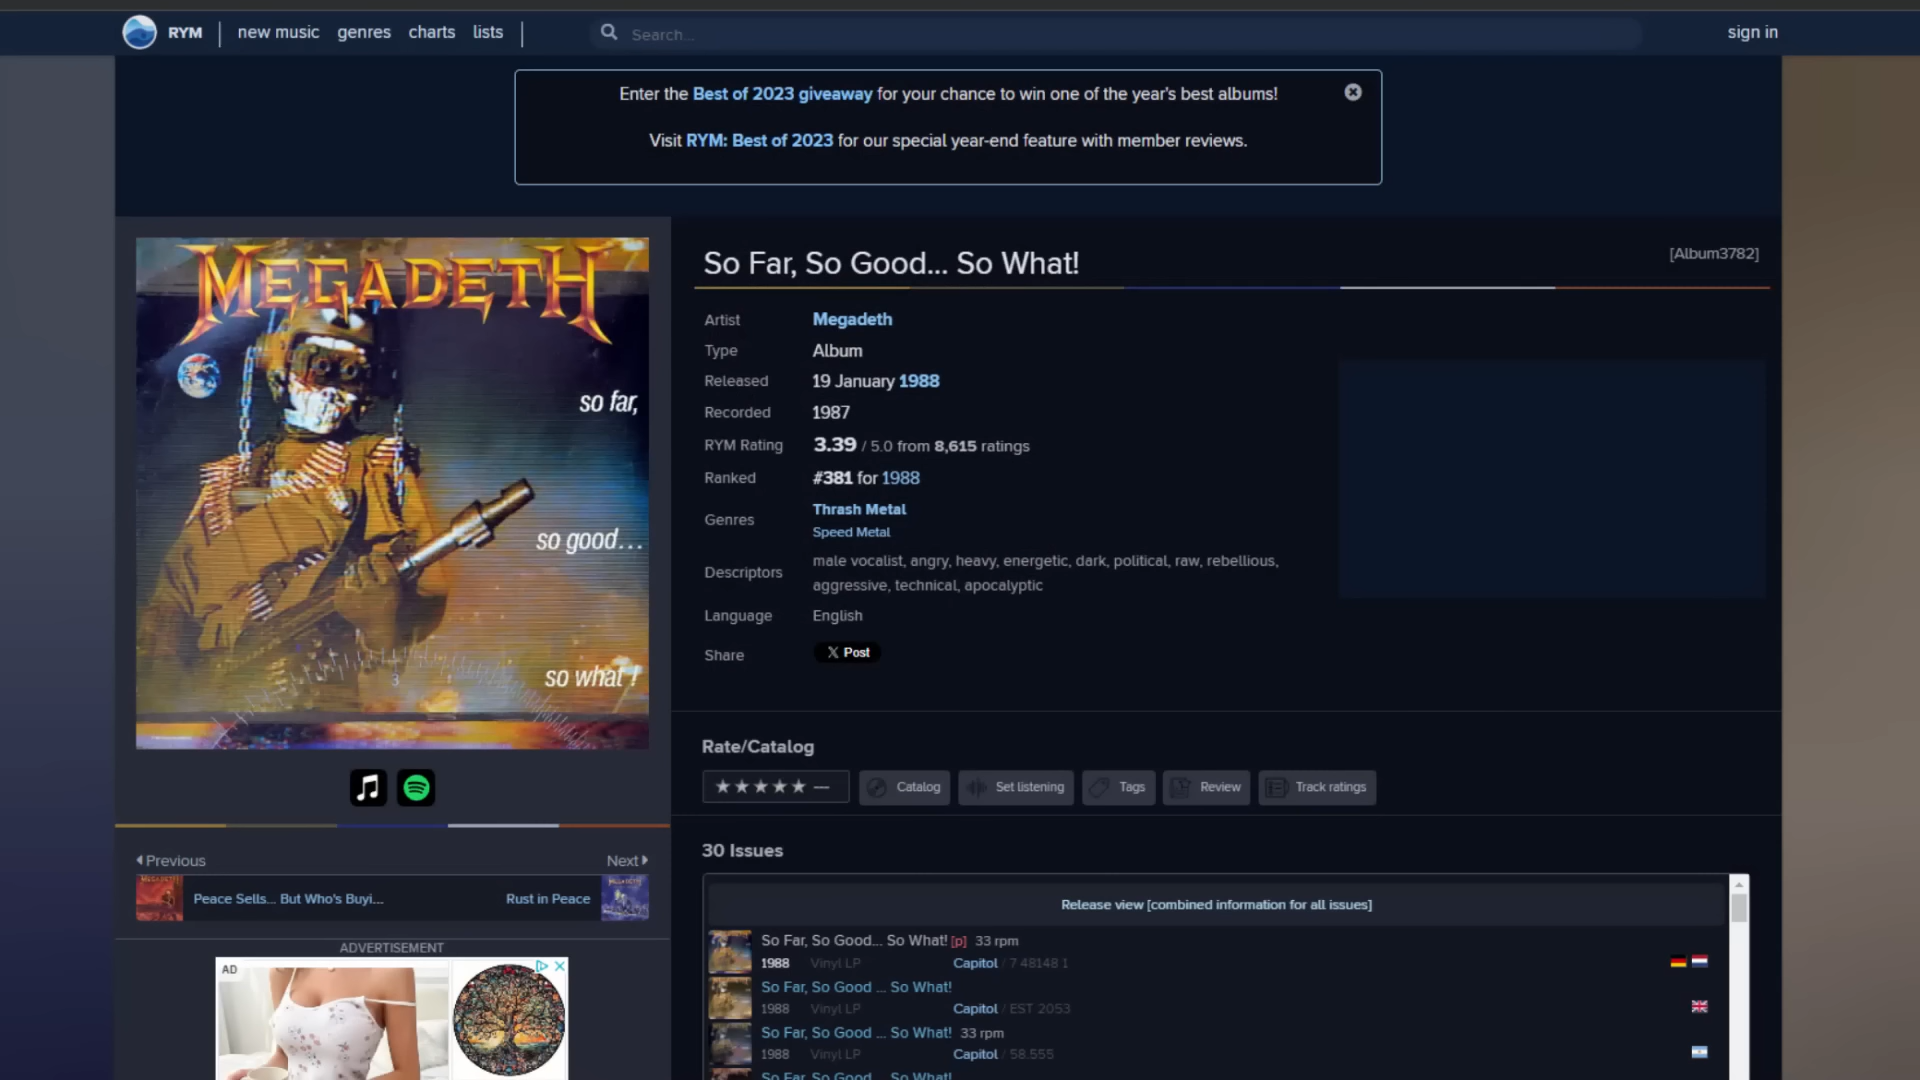 RYM new music genres charts lists Search... sign in
Enter the Best of 2023 giveaway for your chance to win one of the year's best albums!
Visit RYM: Best of 2023 for our special year-end feature with member reviews.
MEGADETH
so far,
so good...
so what !
3
So Far, So Good... So What! [Album3782]
Artist Megadeth
Type Album
Released 19 January 1988
Recorded 1987
RYM Rating 3.39 / 5.0 from 8,615 ratings
Ranked #381 for 1988
Genres Thrash Metal
Speed Metal
Descriptors male vocalist, angry, heavy, energetic, dark, political, raw, rebellious,
aggressive, technical, apocalyptic
Language English
Share X Post
Rate/Catalog
Catalog Set listening Tags Review Track ratings
Previous Next
Peace Sells... But Who's Buyi... Rust in Peace
ADVERTISEMENT
AD
30 Issues
Release view [combined information for all issues]
So Far, So Good... So What! [p] 33 rpm
1988 Vinyl LP Capitol / 7 48148 1
So Far, So Good ... So What!
1988 Vinyl LP Capitol / EST 2053
So Far, So Good ... So What! 33 rpm
1988 Vinyl LP Capitol / 58.555
So Far, So Good ... So What!